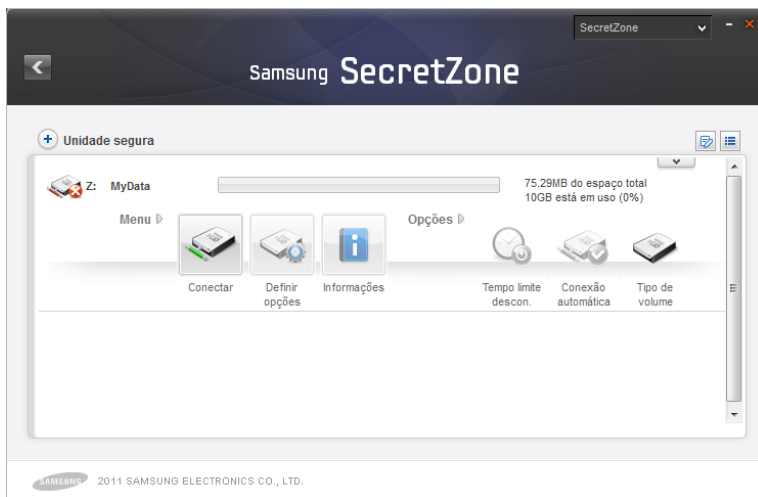 SecretZone
Samsung SecretZone
Unidade segura
Z: MyData
75.29MB do espaço total
10GB está em uso (0%)
Menu
Opções
Conectar
Definir opções
Informações
Tempo limite descon.
Conexão automática
Tipo de volume
SAMSUNG
2011 SAMSUNG ELECTRONICS CO., LTD.